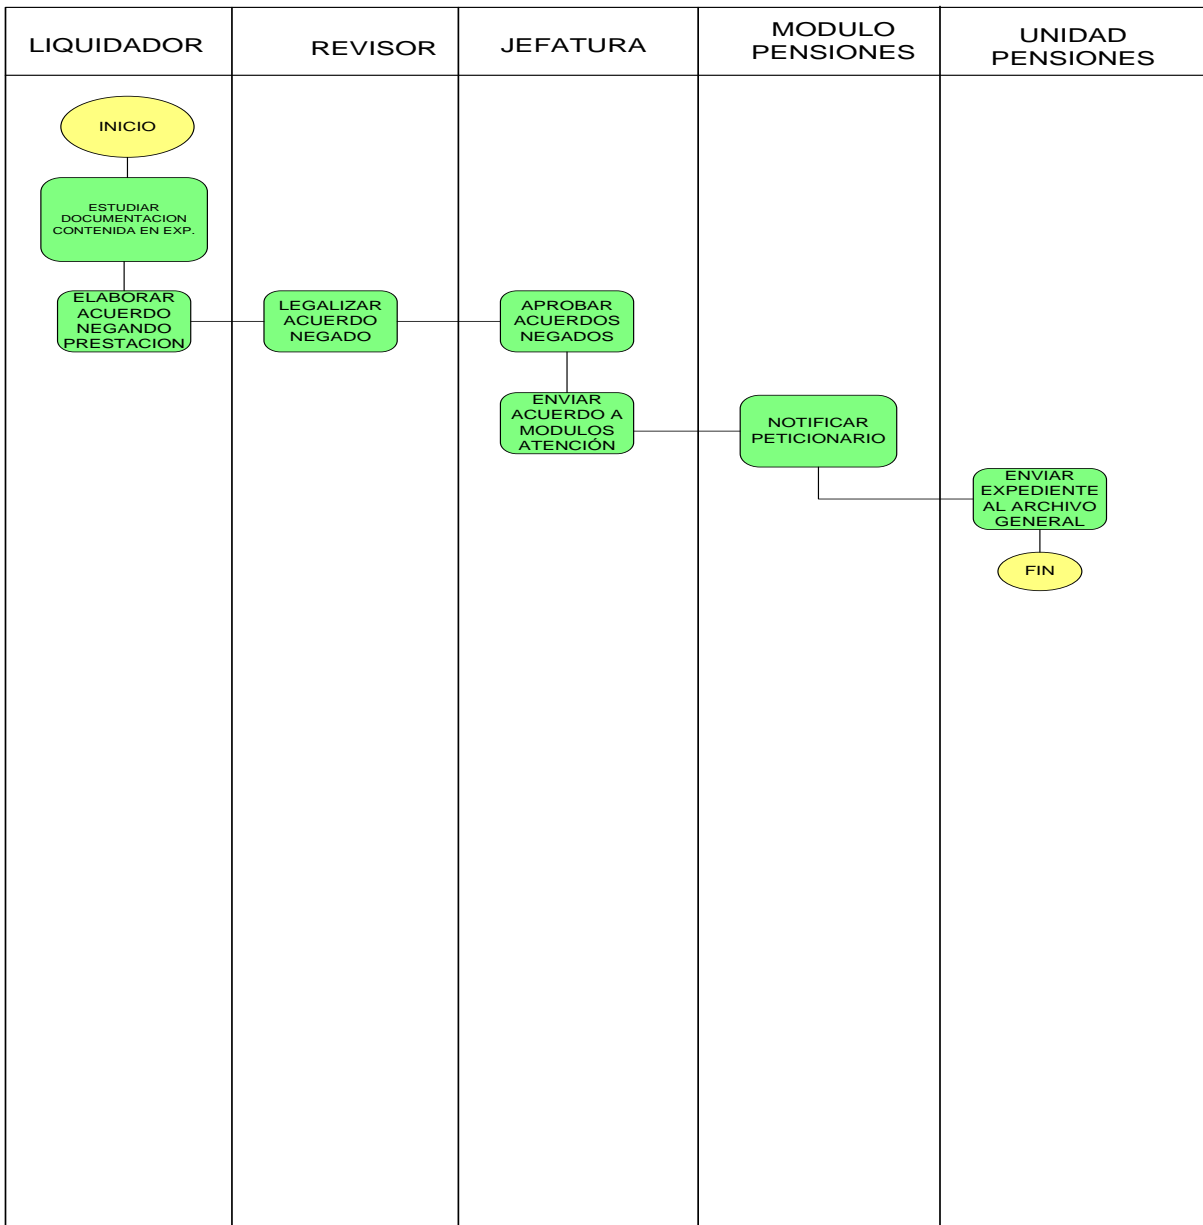 LIQUIDADOR
REVISOR
JEFATURA
MODULO
PENSIONES
UNIDAD
PENSIONES
INICIO
ESTUDIAR
DOCUMENTACION
CONTENIDA EN EXP.
ELABORAR
ACUERDO
NEGANDO
PRESTACION
LEGALIZAR
ACUERDO
NEGADO
APROBAR
ACUERDOS
NEGADOS
ENVIAR
ACUERDO A
MODULOS
ATENCIÓN
NOTIFICAR
PETICIONARIO
ENVIAR
EXPEDIENTE
AL ARCHIVO
GENERAL
FIN